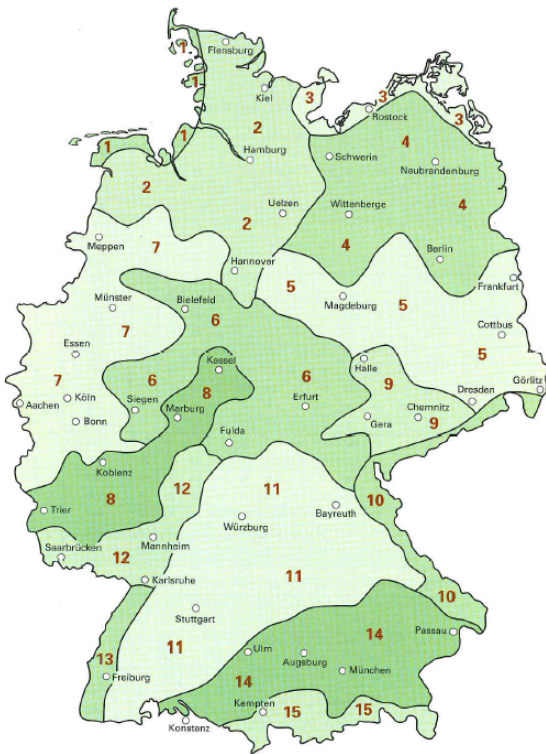 1
Flensburg
1
Kiel
3
3
Rostock
3
2
4
1
1
Hamburg
Schwerin
Neubrandenburg
2
Uelzen
Wittenberge
4
2
4
Meppen
7
Hannover
Berlin
Frankfurt
5
Münster
Bielefeld
6
Magdeburg
5
7
Cottbus
Essen
5
Kassel
Halle
7
6
8
6
9
Görlitz
Aachen
Köln
Siegen
Marburg
Erfurt
Dresden
Bonn
Gera
Chemnitz
9
Fulda
Koblenz
8
12
11
10
Trier
Würzburg
Bayreuth
Saarbrücken
12
Mannheim
Karlsruhe
11
10
Stuttgart
13
11
14
Passau
Freiburg
Ulm
Augsburg
München
14
Kempten
15
15
Konstanz